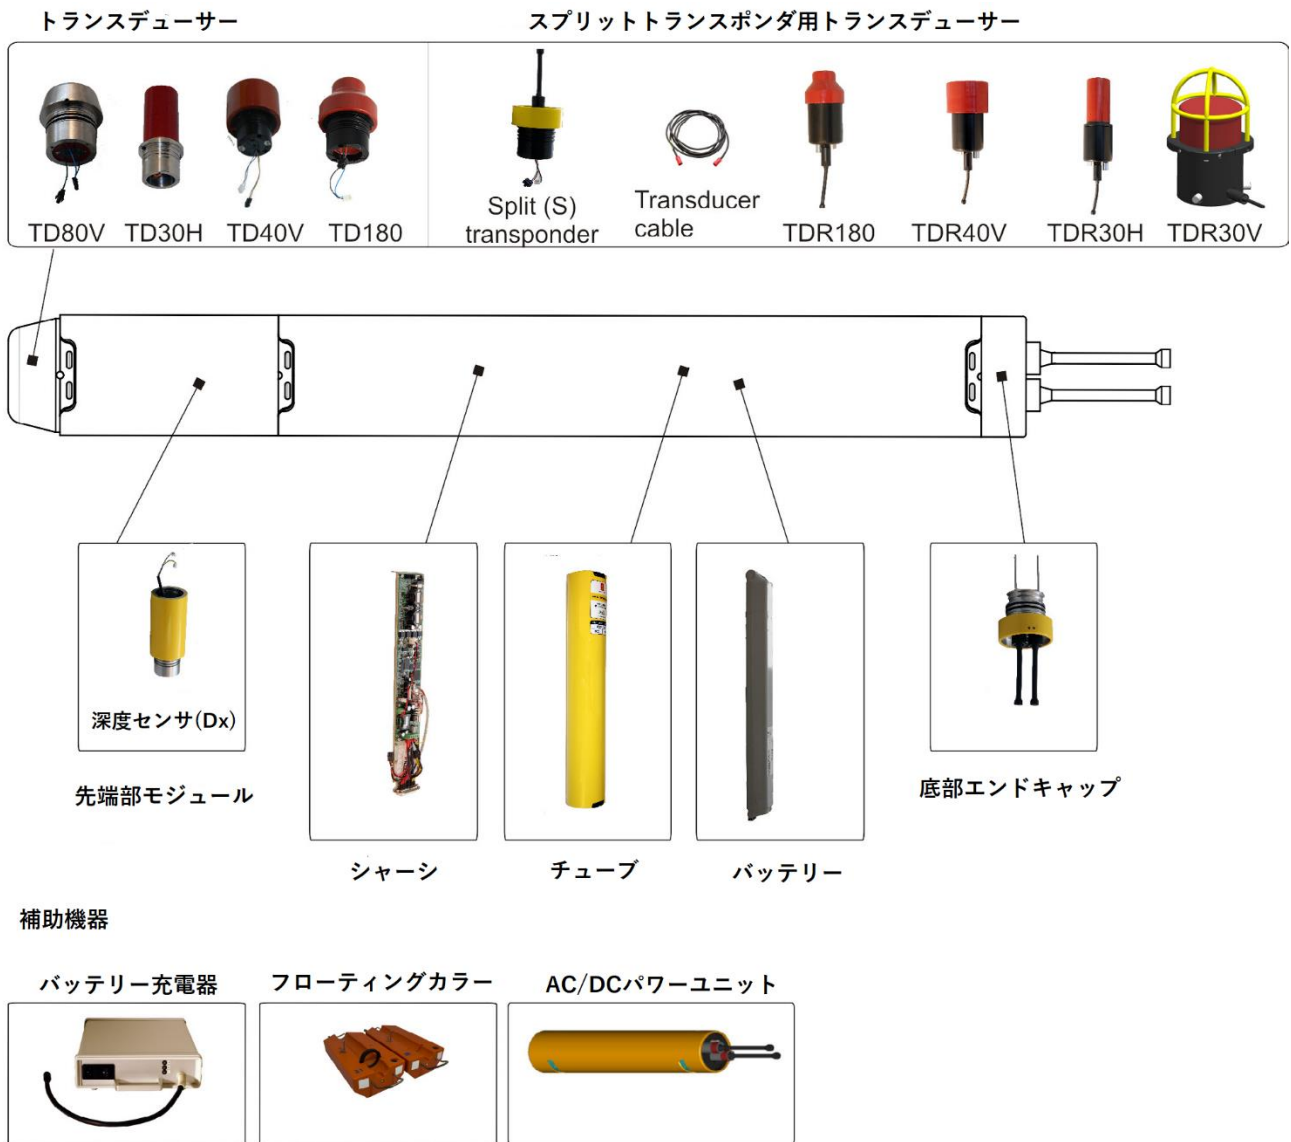 トランスデューサー
スプリットトランスポンダ用トランスデューサー
TD80V
TD30H
TD40V
TD180
Split (S)
transponder
Transducer
cable
TDR180
TDR40V
TDR30H
TDR30V
深度センサ(Dx)
先端部モジュール
シャーシ
チューブ
バッテリー
底部エンドキャップ
補助機器
バッテリー充電器
フローティングカラー
AC/DCパワーユニット